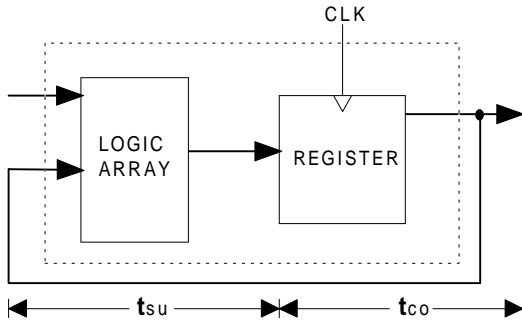 CLK
LOGIC
ARRAY
REGISTER
tsu
tco